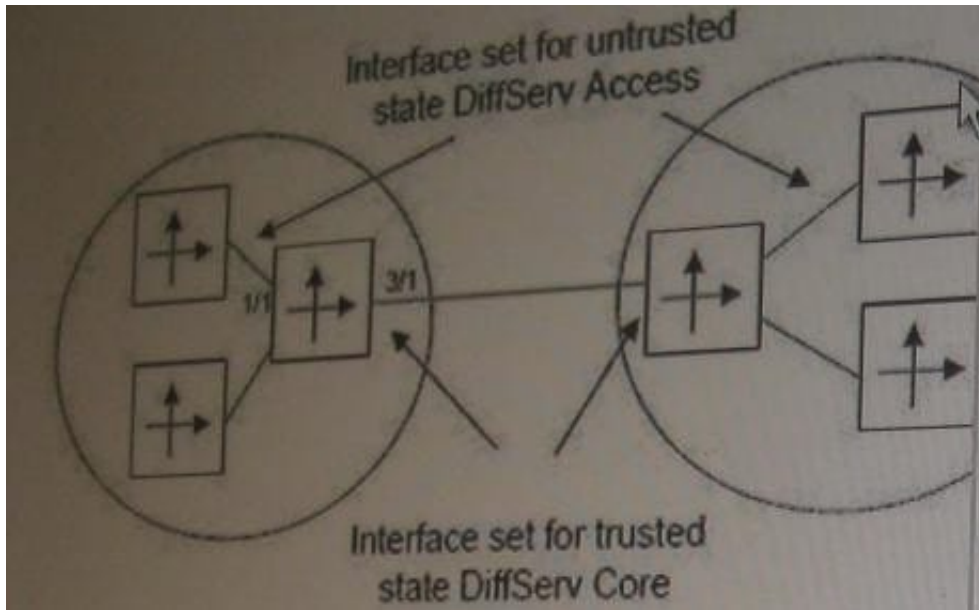 Interface set for untrusted
state DiffServ Access
3/1
1/1
Interface set for trusted
state DiffServ Core